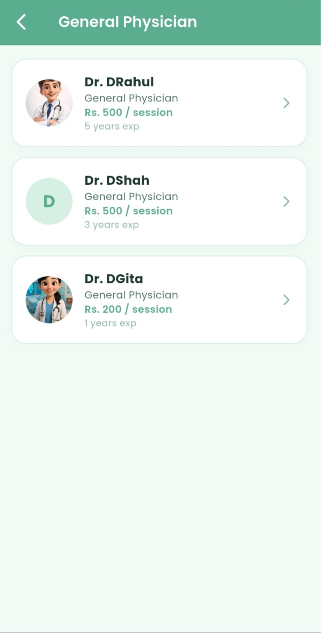 General Physician
Dr. DRahul
General Physician
Rs. 500 / session
5 years exp
D
Dr. DShah
General Physician
Rs. 500 / session
3 years exp
Dr. DGita
General Physician
Rs. 200 / session
1 years exp